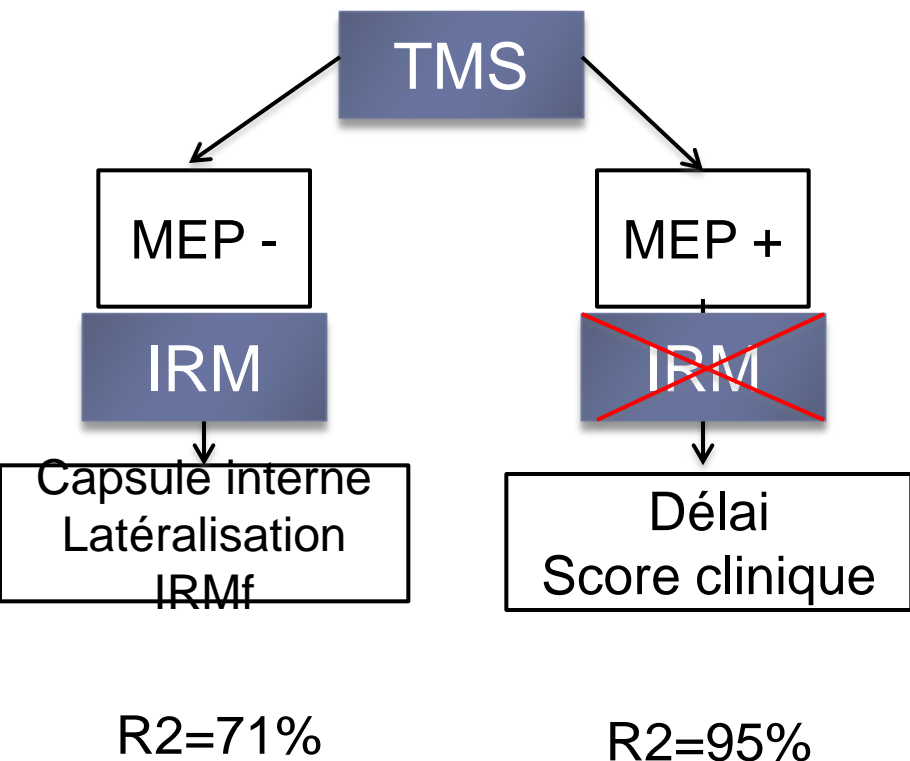 TMS
MEP -
MEP +
IRM
IRM
Capsule interne
Latéralisation
IRMf
Délai
Score clinique
R2=71%
R2=95%